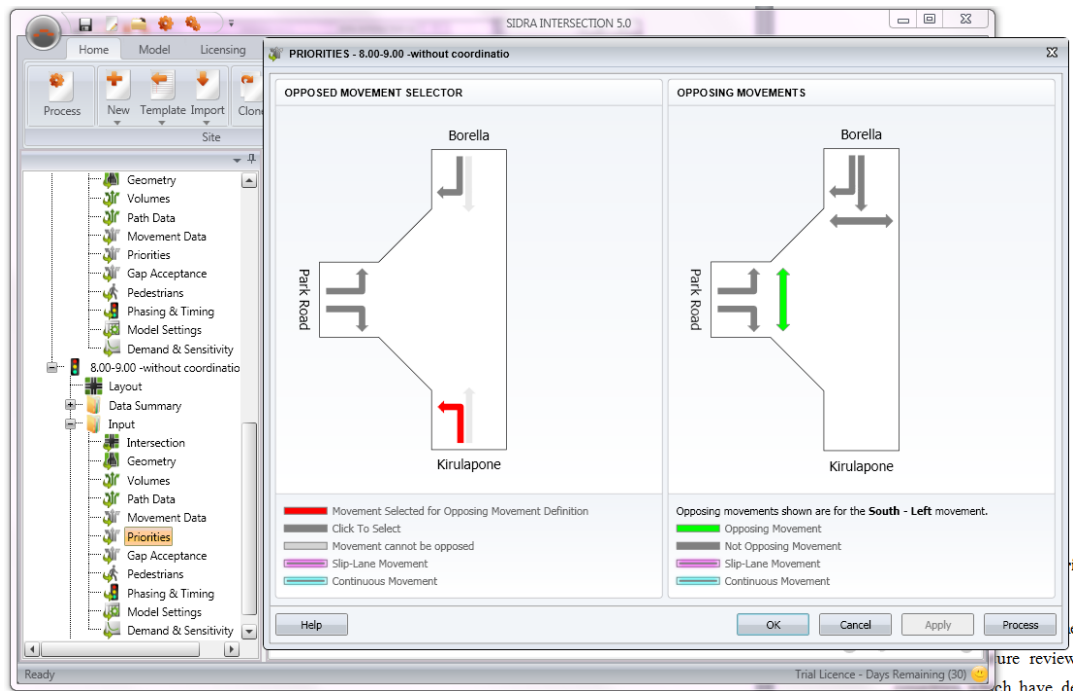 SIDRA INTERSECTION 5.0
Home Model Licensing
Process New Template Import Clon
Site
Geometry
Volumes
Path Data
Movement Data
Priorities
Gap Acceptance
Pedestrians
Phasing & Timing
Model Settings
Demand & Sensitivity
8.00-9.00 -without coordinatio
Layout
Data Summary
Input
Intersection
Geometry
Volumes
Path Data
Movement Data
Priorities
Gap Acceptance
Pedestrians
Phasing & Timing
Model Settings
Demand & Sensitivity
PRIORITIES - 8.00-9.00 -without coordinatio
OPPOSED MOVEMENT SELECTOR
Borella
Park Road
Kirulapone
Movement Selected for Opposing Movement Definition
Click To Select
Movement cannot be opposed
Slip-Lane Movement
Continuous Movement
OPPOSING MOVEMENTS
Borella
Park Road
Kirulapone
Opposing movements shown are for the South - Left movement.
Opposing Movement
Not Opposing Movement
Slip-Lane Movement
Continuous Movement
Help OK Cancel Apply Process
Ready Trial Licence - Days Remaining (30)
ure review
ch have de